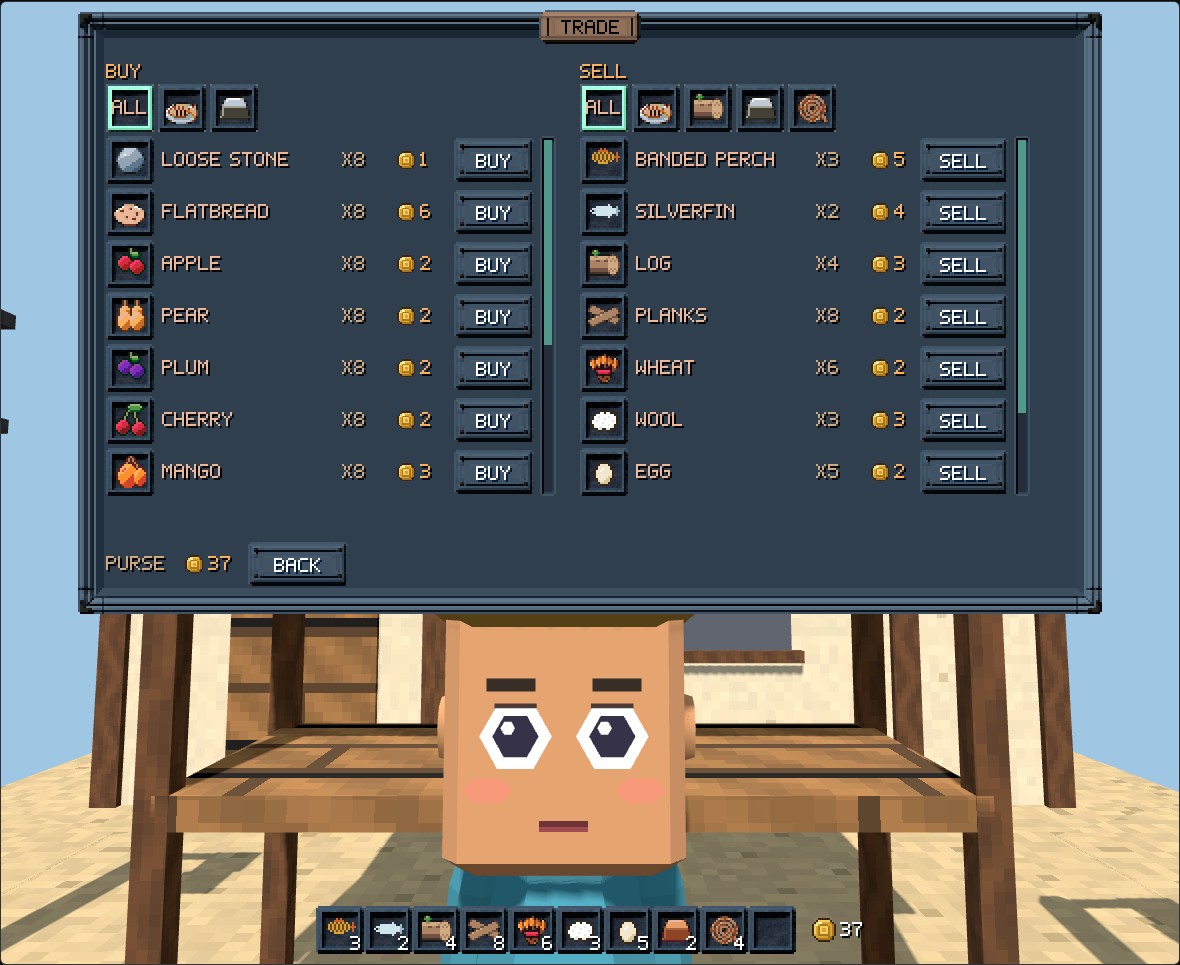 TRADE
BUY
ALL
LOOSE STONE X8 1 BUY
FLATBREAD X8 6 BUY
APPLE X8 2 BUY
PEAR X8 2 BUY
PLUM X8 2 BUY
CHERRY X8 2 BUY
MANGO X8 3 BUY
SELL
ALL
BANDED PERCH X3 5 SELL
SILVERFIN X2 4 SELL
LOG X4 3 SELL
PLANKS X8 2 SELL
WHEAT X6 2 SELL
WOOL X3 3 SELL
EGG X5 2 SELL
PURSE 37 BACK
3 2 4 8 6 3 5 2 4 37